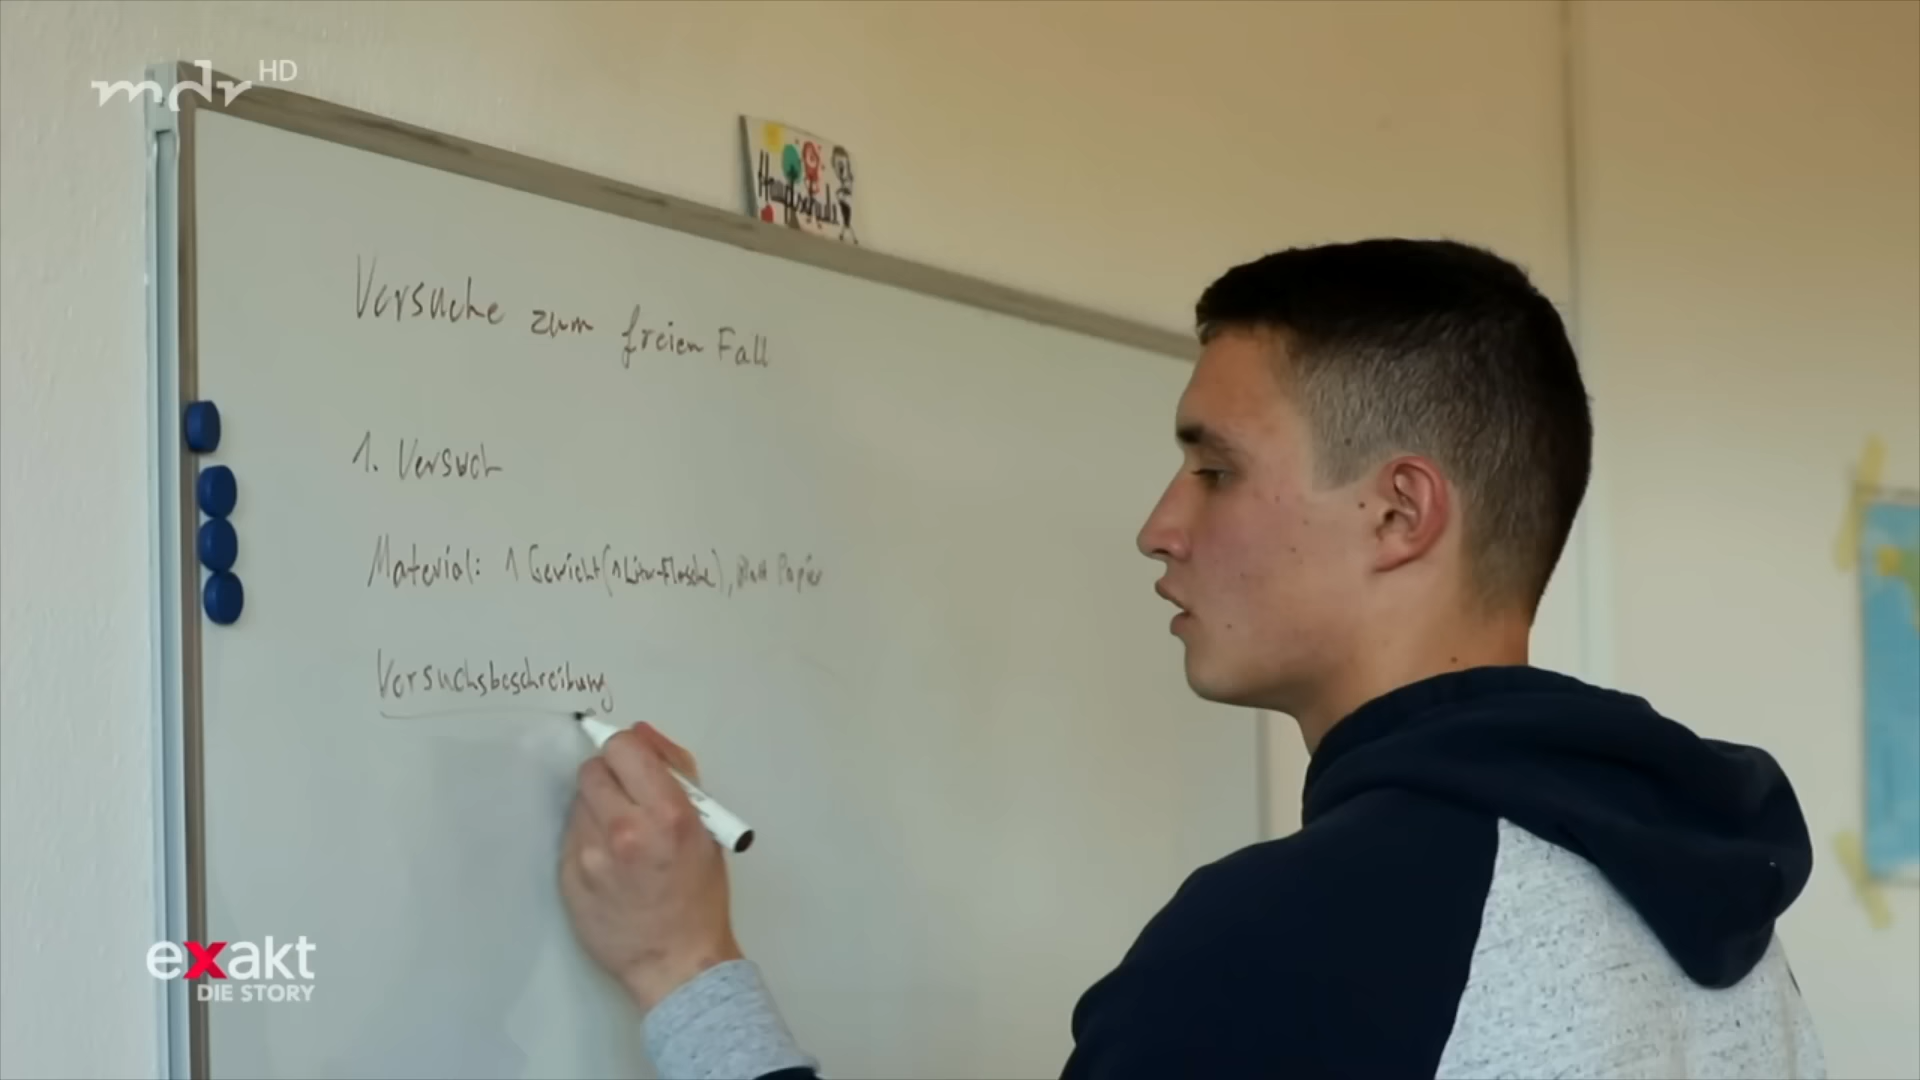 mdr HD
Hauptschule
Versuche zum freien Fall
1. Versuch
Material: 1 Gewicht (1 Liter-Flasche), Blatt Papier
Versuchsbeschreibung
exakt
DIE STORY